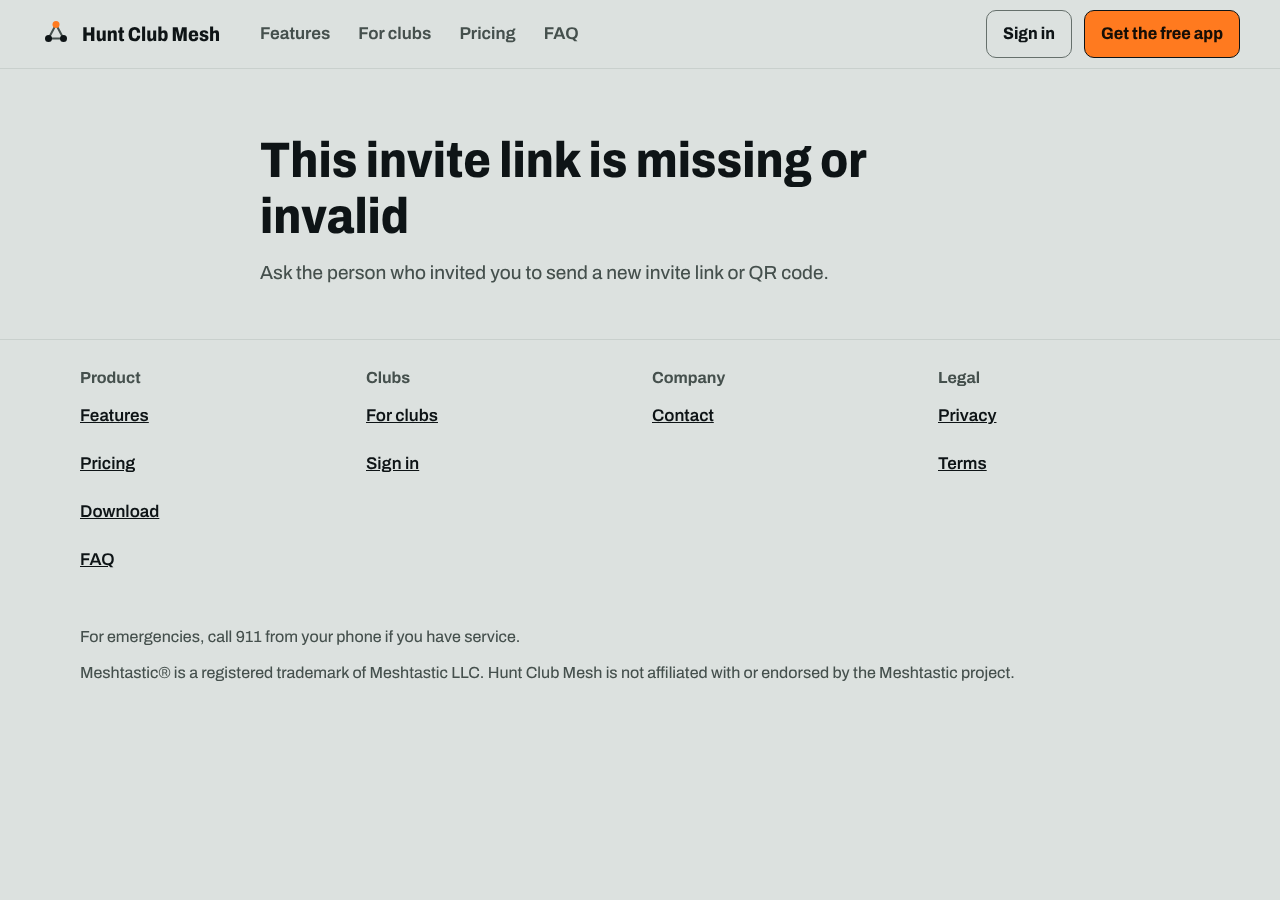 Hunt Club Mesh
Features
For clubs
Pricing
FAQ
Sign in
Get the free app
This invite link is missing or
invalid
Ask the person who invited you to send a new invite link or QR code.
Product
Features
Pricing
Download
FAQ
Clubs
For clubs
Sign in
Company
Contact
Legal
Privacy
Terms
For emergencies, call 911 from your phone if you have service.
Meshtastic® is a registered trademark of Meshtastic LLC. Hunt Club Mesh is not affiliated with or endorsed by the Meshtastic project.